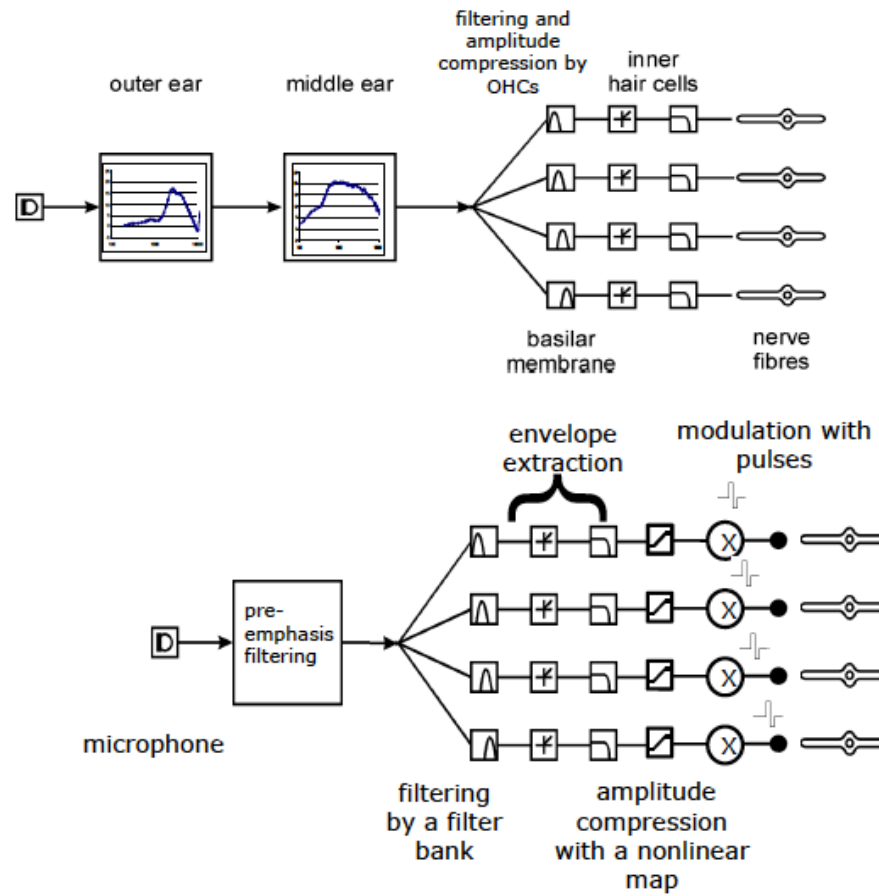 filtering and
amplitude
compression by
OHCs
inner
hair cells
outer ear
middle ear
D
basilar
membrane
nerve
fibres
envelope
extraction
modulation with
pulses
X
X
X
X
pre-
emphasis
filtering
D
microphone
filtering
by a filter
bank
amplitude
compression
with a nonlinear
map